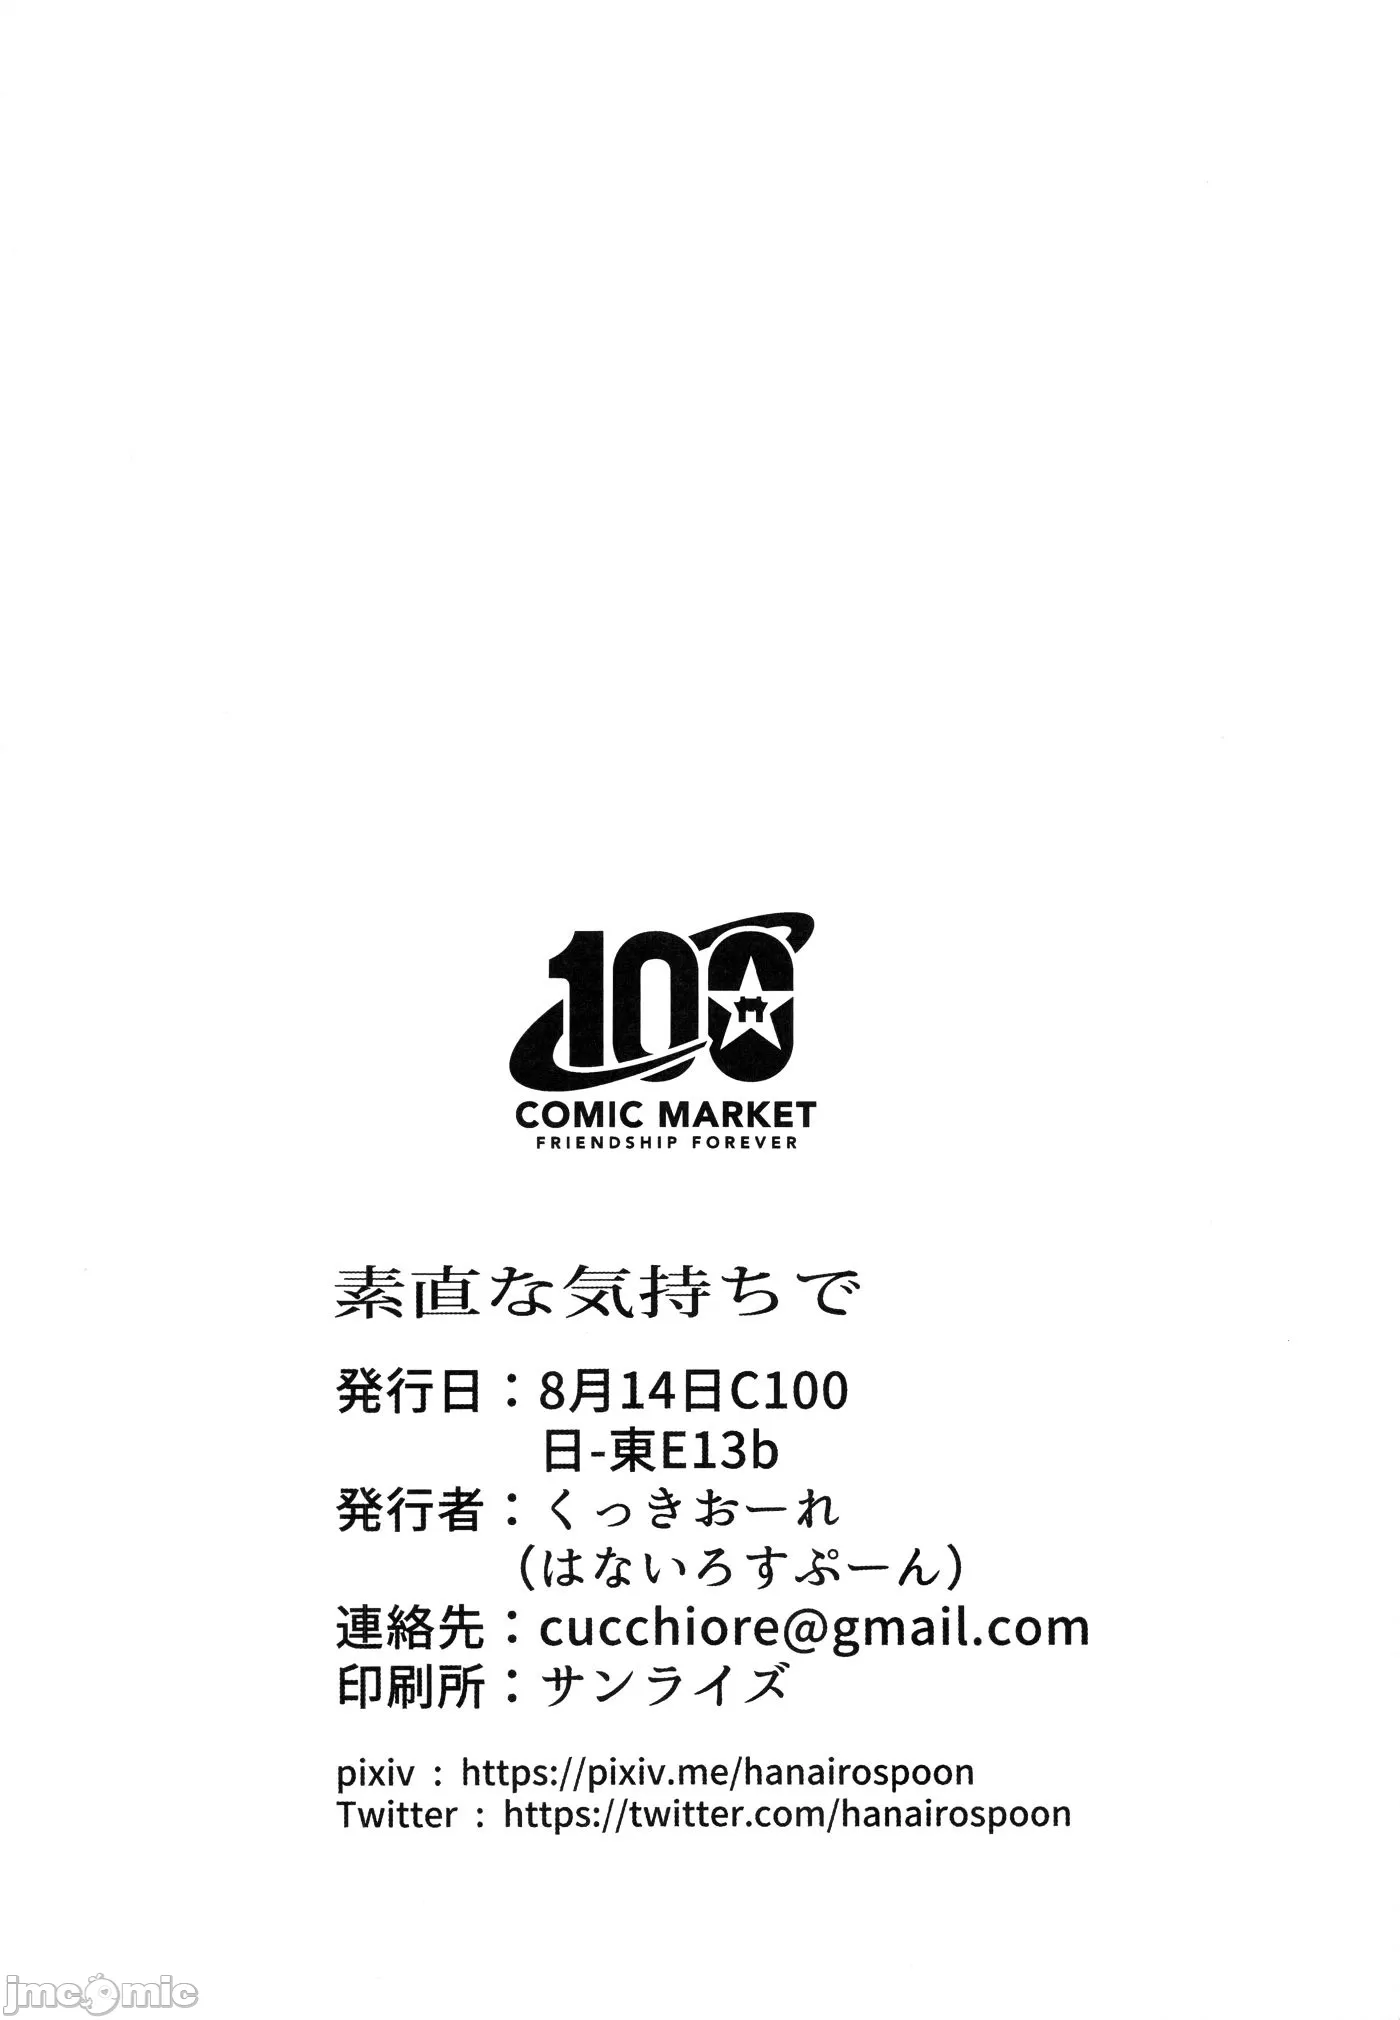 100
COMIC MARKET
FRIENDSHIP FOREVER
素直な気持ちで
発行日：8月14日C100
日-東E13b
発行者：くっきおーれ
（はないろすぷーん）
連絡先：cucchiore@gmail.com
印刷所：サンライズ
pixiv : https://pixiv.me/hanairospoon
Twitter : https://twitter.com/hanairospoon
jmcomic